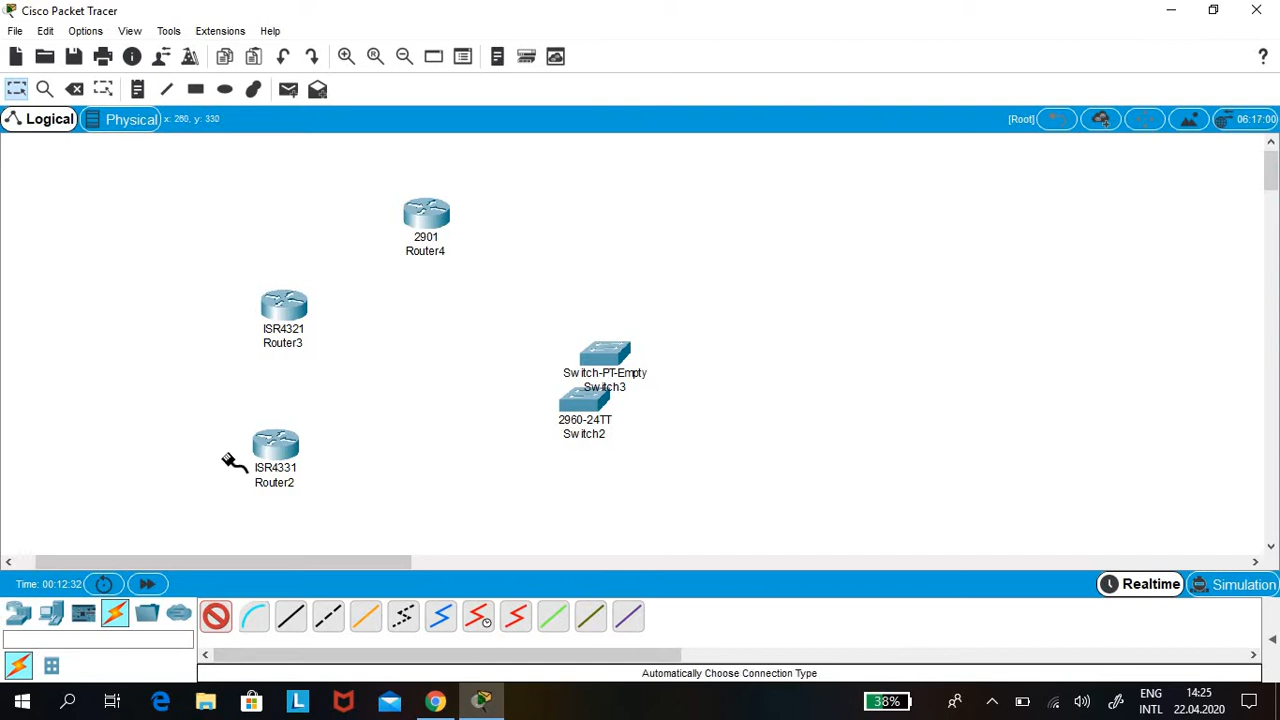 Cisco Packet Tracer
File Edit Options View Tools Extensions Help
Logical Physical x: 260, y: 330 [Root] 06:17:00
2901
Router4
ISR4321
Router3
Switch-PT-Empty
Switch3
2960-24TT
Switch2
ISR4331
Router2
Time: 00:12:32 Realtime Simulation
Automatically Choose Connection Type
38% ENG 14:25
INTL 22.04.2020